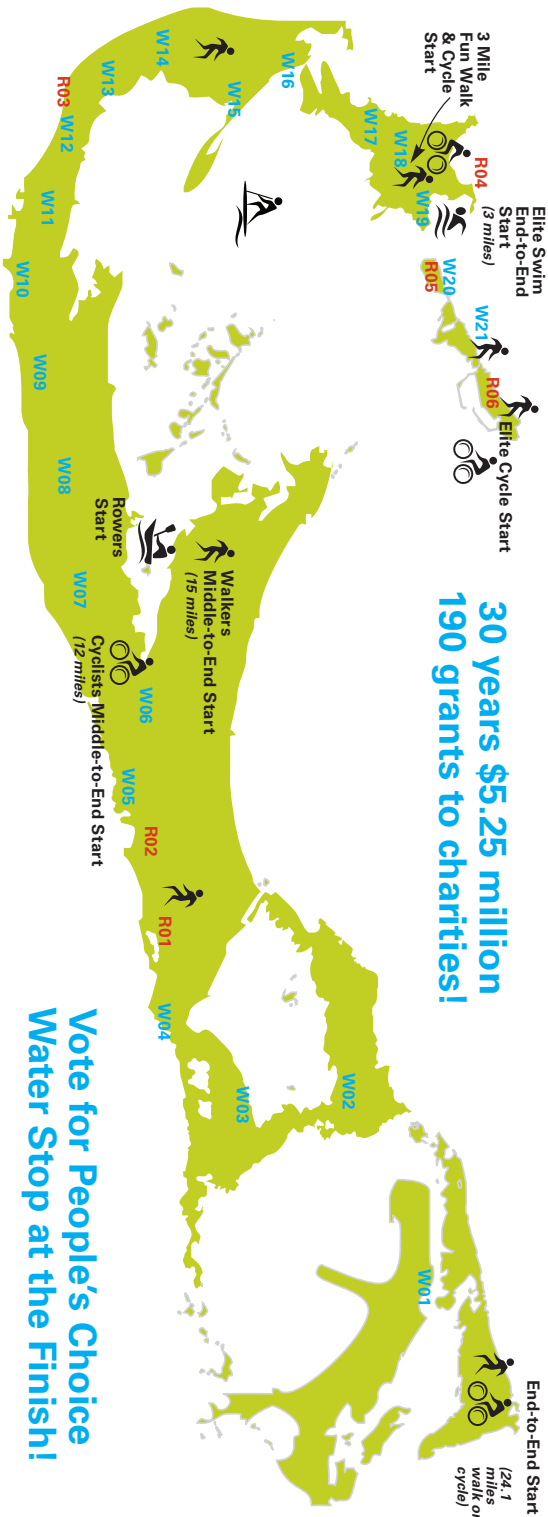 3 Mile
Fun Walk
& Cycle
Start
Elite Swim
End-to-End
Start
(3 miles)
R04
W14
W16
W13
W15
R03
W12
W17
W18
W19
W11
W10
W20
R05
W21
W09
R06
Elite Cycle Start
W08
Rowers
Start
Walkers
Middle-to-End Start
(15 miles)
W07
Cyclists Middle-to-End Start
(12 miles)
W06
W05
R02
R01
W04
W03
W02
W01
End-to-End Start
(24.1
miles
walk or
cycle)
30 years $5.25 million
190 grants to charities!
Vote for People's Choice
Water Stop at the Finish!